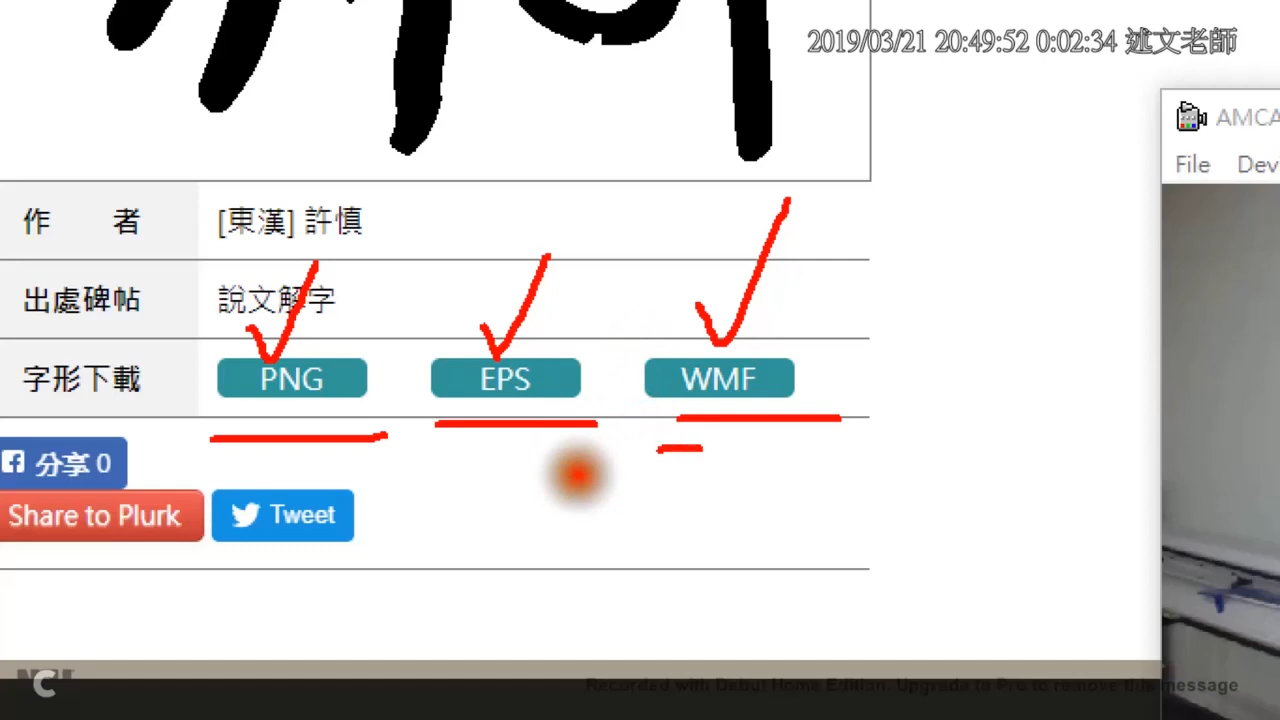 2019/03/21 20:49:52 0:02:34 述文老師
AMCA
File Dev
作 者 [東漢] 許慎
出處碑帖 說文解字
字形下載 PNG EPS WMF
分享 0
Share to Plurk Tweet
Recorded with Debut Home Edition. Upgrade to Pro to remove this message